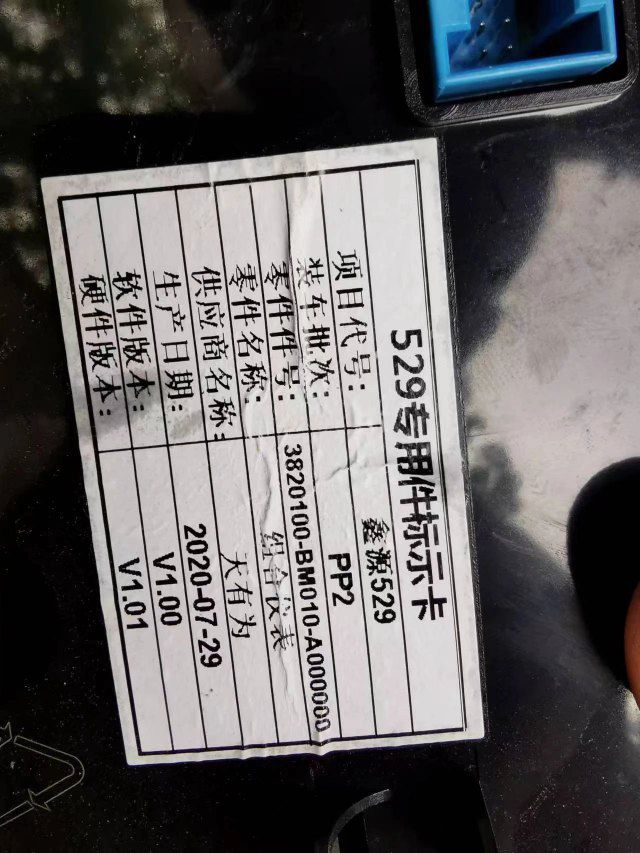 529专用件标示卡
项目代号: 鑫源529
装车批次: PP2
零件件号: 3820100-BM010-A000000
零件名称: 组合仪表
供应商名称: 天有为
生产日期: 2020-07-29
软件版本: V1.00
硬件版本: V1.01